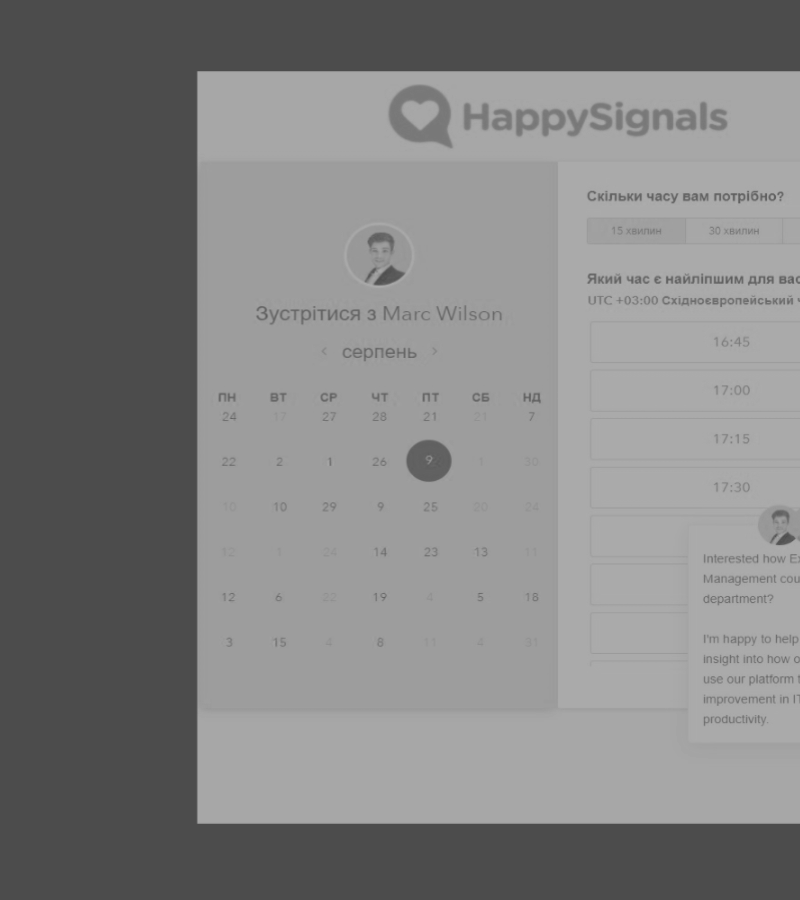 HappySignals
Зустрітися з Marc Wilson
‹ серпень ›
ПН ВТ СР ЧТ ПТ СБ НД
24 17 27 28 21 21 7
22 2 1 26 9 1 30
10 10 29 9 25 20 24
12 1 24 14 23 13 11
12 6 22 19 4 5 18
3 15 4 8 11 4 31
Скільки часу вам потрібно?
15 хвилин 30 хвилин
Який час є найліпшим для вас
UTC +03:00 Східноєвропейський
16:45
17:00
17:15
17:30
Interested how Ex
Management cou
department?
I'm happy to help
insight into how o
use our platform t
improvement in IT
productivity.